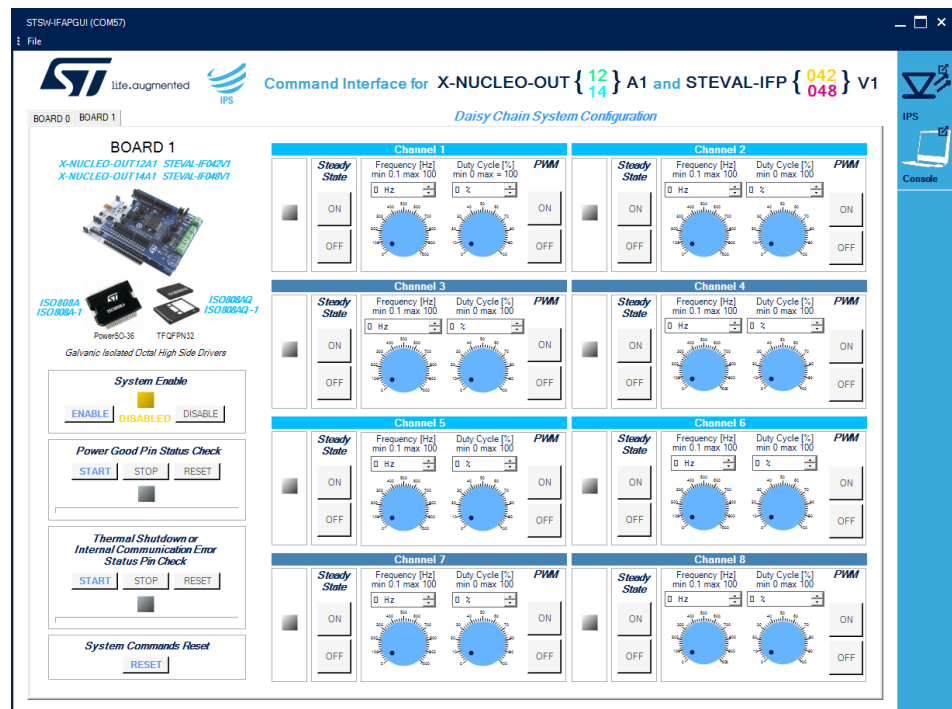 STSW-IFAPGUI (COM57)
File
ST life.augmented
IPS
Command Interface for X-NUCLEO-OUT { 12 14 } A1 and STEVAL-IFP { 042 048 } V1
Daisy Chain System Configuration
IPS
Console
BOARD 0 BOARD 1
BOARD 1
X-NUCLEO-OUT12A1 STEVAL-IF042V1
X-NUCLEO-OUT14A1 STEVAL-IF048V1
ISO808A
ISO808A-1
ISO808AQ
ISO808AQ-1
PowerSO-36 TFQFPN32
Galvanic Isolated Octal High Side Drivers
System Enable
ENABLE DISABLED DISABLE
Power Good Pin Status Check
START STOP RESET
Thermal Shutdown or
Internal Communication Error
Status Pin Check
START STOP RESET
System Commands Reset
RESET
Channel 1
Steady State
Frequency [Hz]
min 0.1 max 100
Duty Cycle [%]
min 0 max = 100
PWM
0 Hz 0 %
ON ON
OFF OFF
Channel 2
Steady State
Frequency [Hz]
min 0.1 max 100
Duty Cycle [%]
min 0 max 100
PWM
0 Hz 0 %
ON ON
OFF OFF
Channel 3
Steady State
Frequency [Hz]
min 0.1 max 100
Duty Cycle [%]
min 0 max 100
PWM
0 Hz 0 %
ON ON
OFF OFF
Channel 4
Steady State
Frequency [Hz]
min 0.1 max 100
Duty Cycle [%]
min 0 max 100
PWM
0 Hz 0 %
ON ON
OFF OFF
Channel 5
Steady State
Frequency [Hz]
min 0.1 max 100
Duty Cycle [%]
min 0 max 100
PWM
0 Hz 0 %
ON ON
OFF OFF
Channel 6
Steady State
Frequency [Hz]
min 0.1 max 100
Duty Cycle [%]
min 0 max 100
PWM
0 Hz 0 %
ON ON
OFF OFF
Channel 7
Steady State
Frequency [Hz]
min 0.1 max 100
Duty Cycle [%]
min 0 max 100
PWM
0 Hz 0 %
ON ON
OFF OFF
Channel 8
Steady State
Frequency [Hz]
min 0.1 max 100
Duty Cycle [%]
min 0 max 100
PWM
0 Hz 0 %
ON ON
OFF OFF